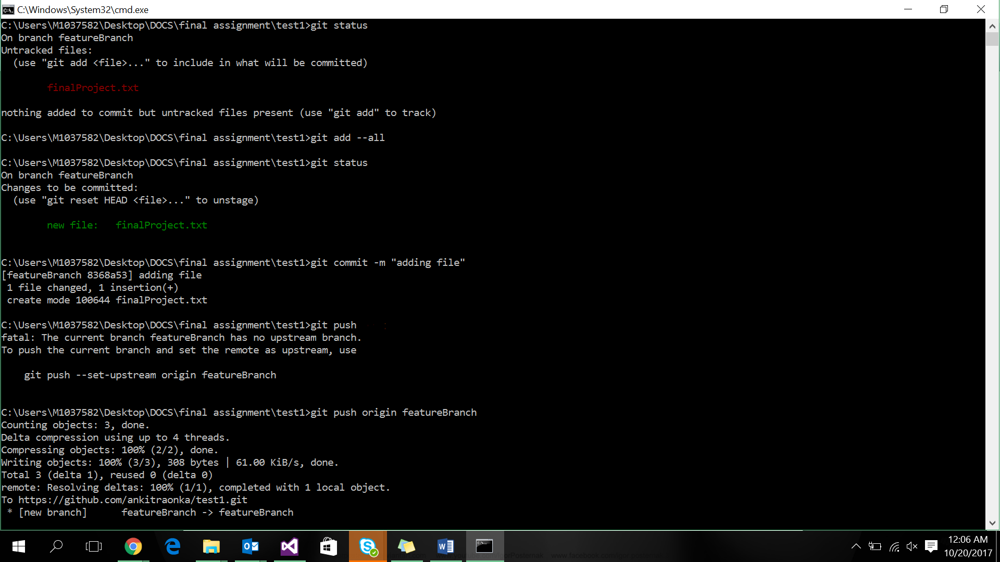 C:\Windows\System32\cmd.exe
C:\Users\M1037582\Desktop\DOCS\final assignment\test1>git status
On branch featureBranch
Untracked files:
  (use "git add <file>..." to include in what will be committed)
        finalProject.txt
nothing added to commit but untracked files present (use "git add" to track)
C:\Users\M1037582\Desktop\DOCS\final assignment\test1>git add --all
C:\Users\M1037582\Desktop\DOCS\final assignment\test1>git status
On branch featureBranch
Changes to be committed:
  (use "git reset HEAD <file>..." to unstage)
        new file:   finalProject.txt
C:\Users\M1037582\Desktop\DOCS\final assignment\test1>git commit -m "adding file"
[featureBranch 8368a53] adding file
 1 file changed, 1 insertion(+)
 create mode 100644 finalProject.txt
C:\Users\M1037582\Desktop\DOCS\final assignment\test1>git push
fatal: The current branch featureBranch has no upstream branch.
To push the current branch and set the remote as upstream, use
    git push --set-upstream origin featureBranch
C:\Users\M1037582\Desktop\DOCS\final assignment\test1>git push origin featureBranch
Counting objects: 3, done.
Delta compression using up to 4 threads.
Compressing objects: 100% (2/2), done.
Writing objects: 100% (3/3), 308 bytes | 61.00 KiB/s, done.
Total 3 (delta 1), reused 0 (delta 0)
remote: Resolving deltas: 100% (1/1), completed with 1 local object.
To https://github.com/ankitraonka/test1.git
 * [new branch]      featureBranch -> featureBranch
12:06 AM
10/20/2017